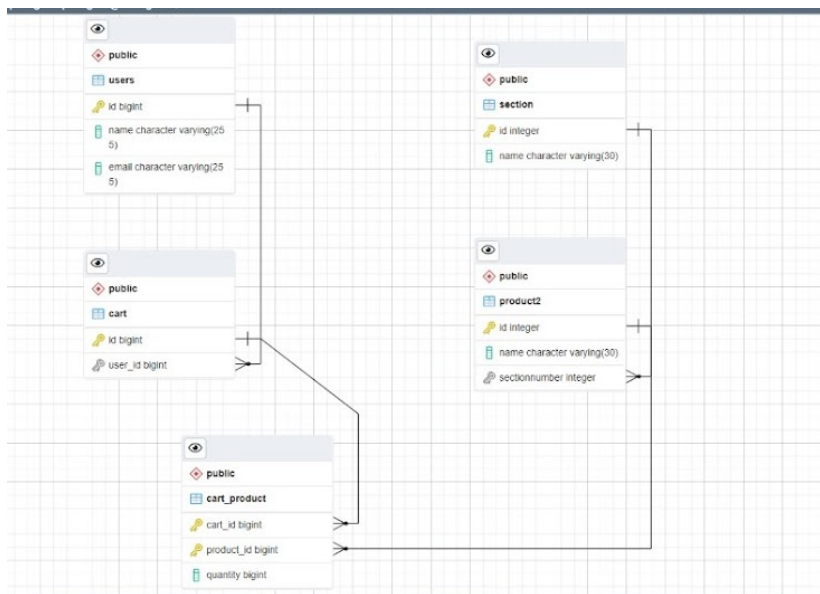 public
users
id bigint
name character varying(25
5)
email character varying(25
5)
public
section
id integer
name character varying(30)
public
cart
id bigint
user_id bigint
public
product2
id integer
name character varying(30)
sectionnumber integer
public
cart_product
cart_id bigint
product_id bigint
quantity bigint